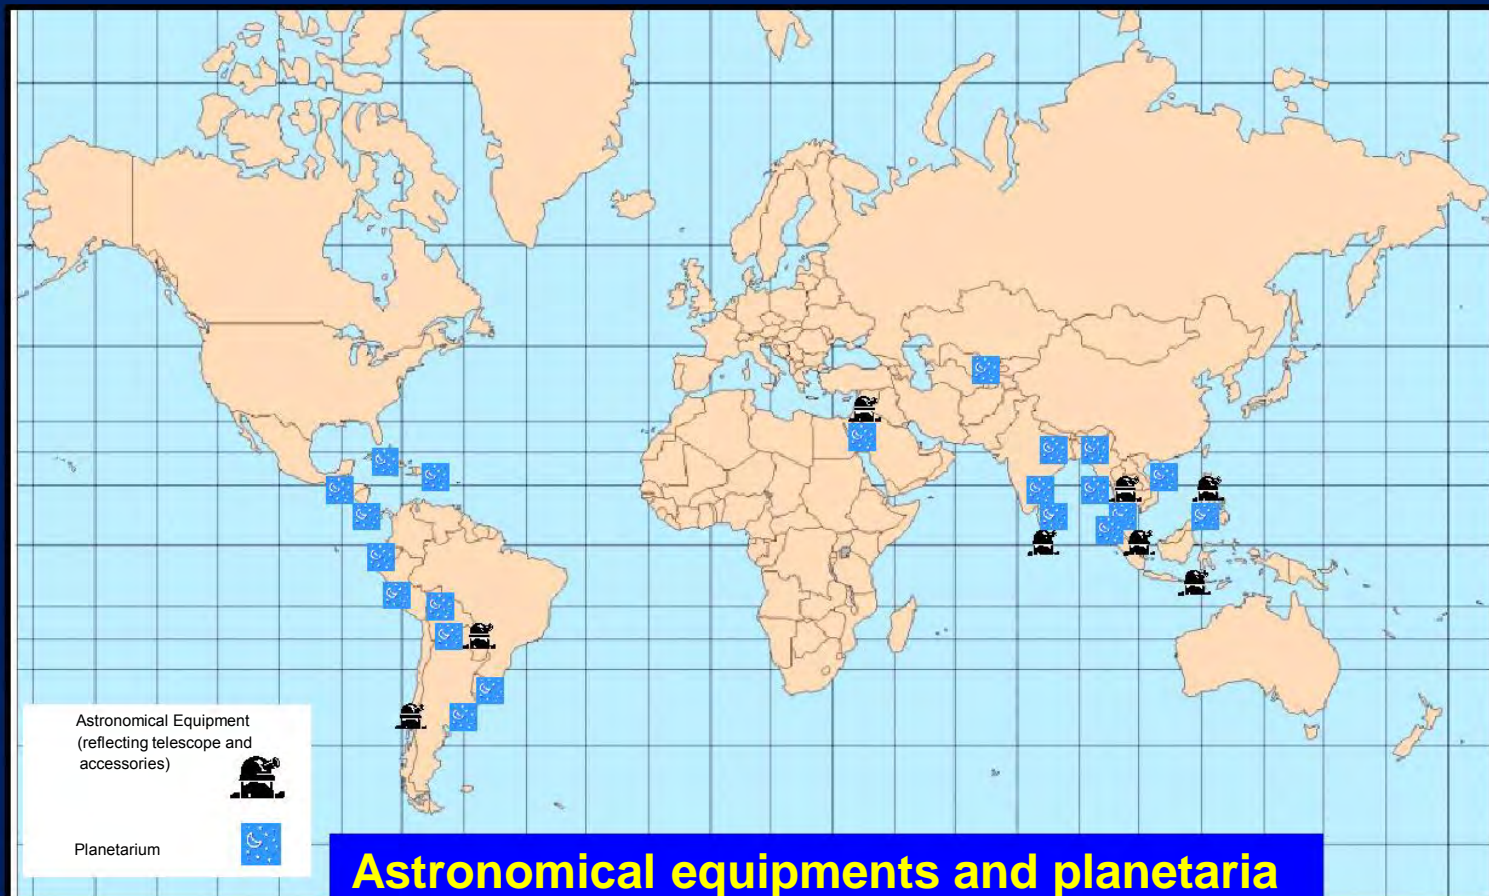 Astronomical Equipment
(reflecting telescope and
accessories)
Planetarium
Astronomical equipments and planetaria